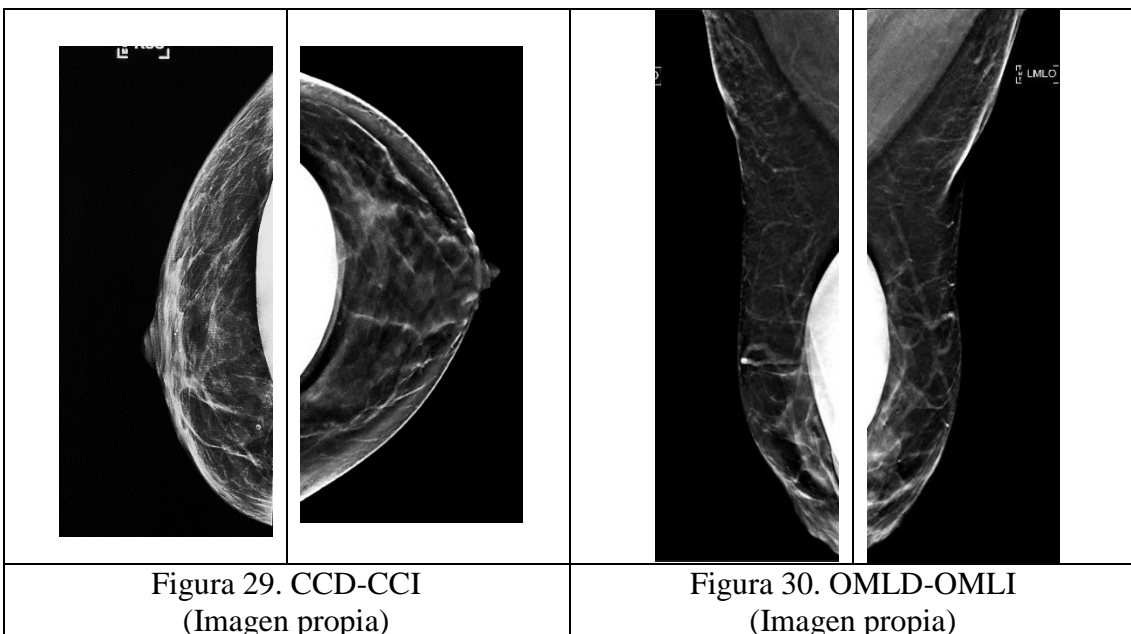 LMLO
Figura 29. CCD-CCI
(Imagen propia)
Figura 30. OMLD-OMLI
(Imagen propia)